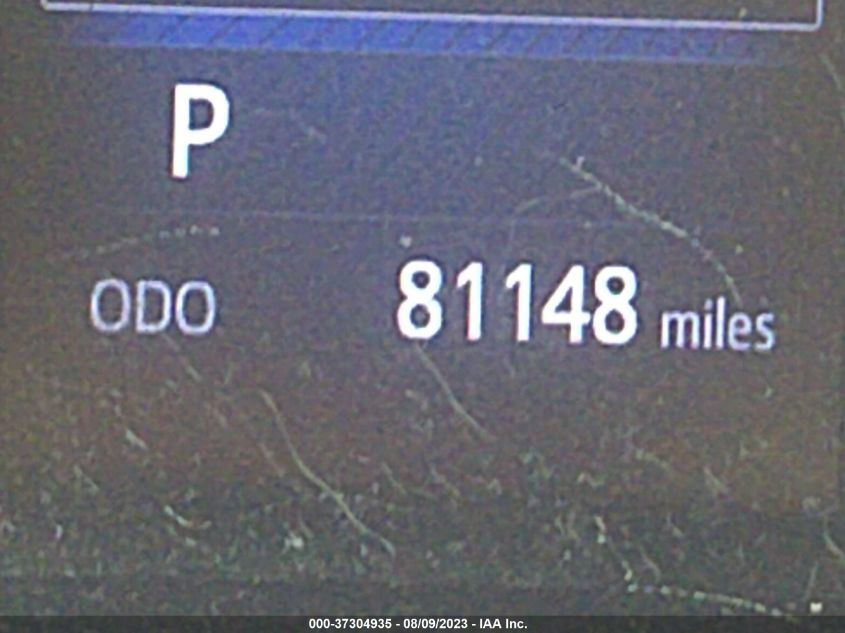 P
ODO 81148 miles
000-37304935 - 08/09/2023 - IAA Inc.